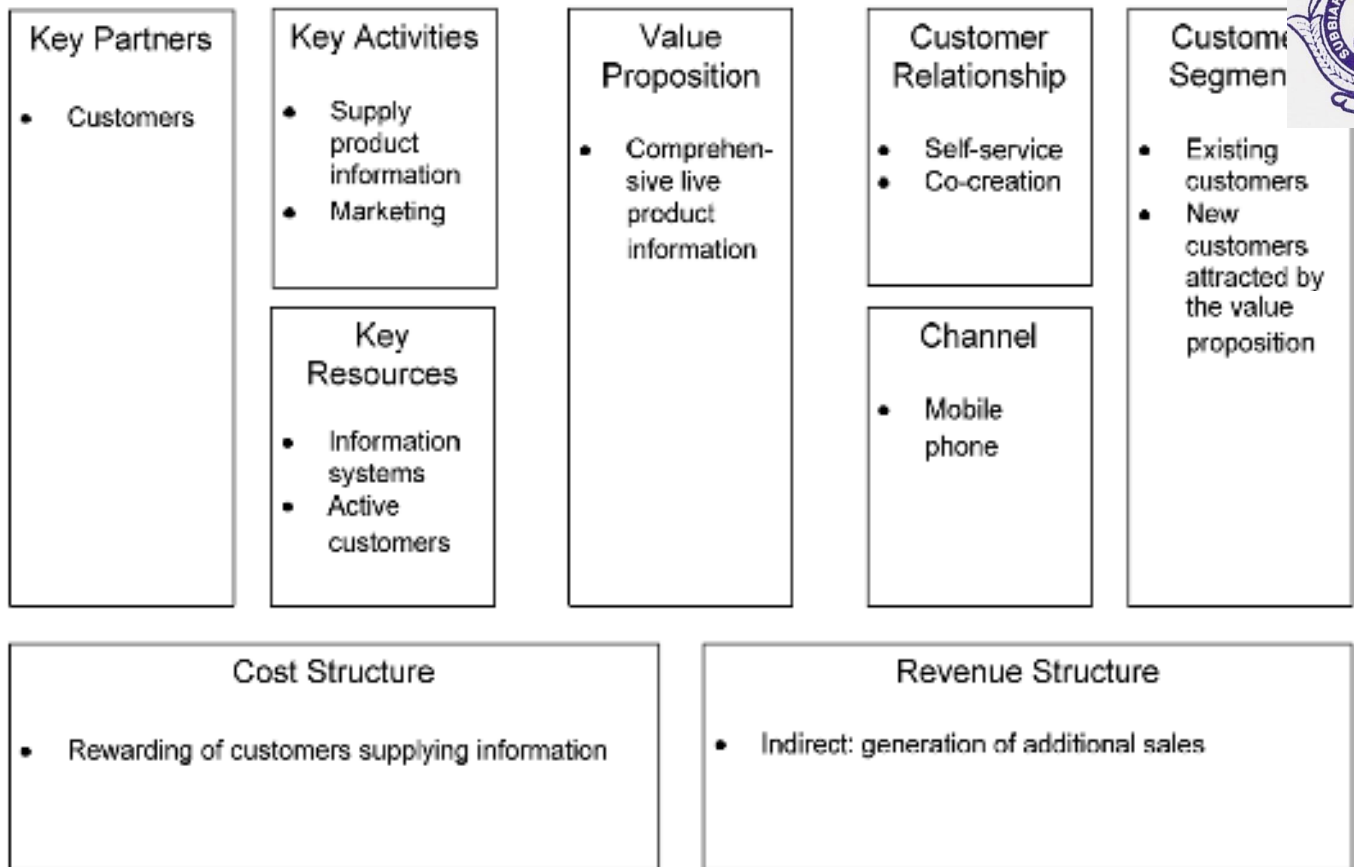 Key Partners
• Customers
Key Activities
• Supply
product
information
• Marketing
Key
Resources
• Information
systems
• Active
customers
Value
Proposition
• Comprehen-
sive live
product
information
Customer
Relationship
• Self-service
• Co-creation
Channel
• Mobile
phone
Custome
Segmen
• Existing
customers
• New
customers
attracted by
the value
proposition
Cost Structure
• Rewarding of customers supplying information
Revenue Structure
• Indirect: generation of additional sales
SUBBIA